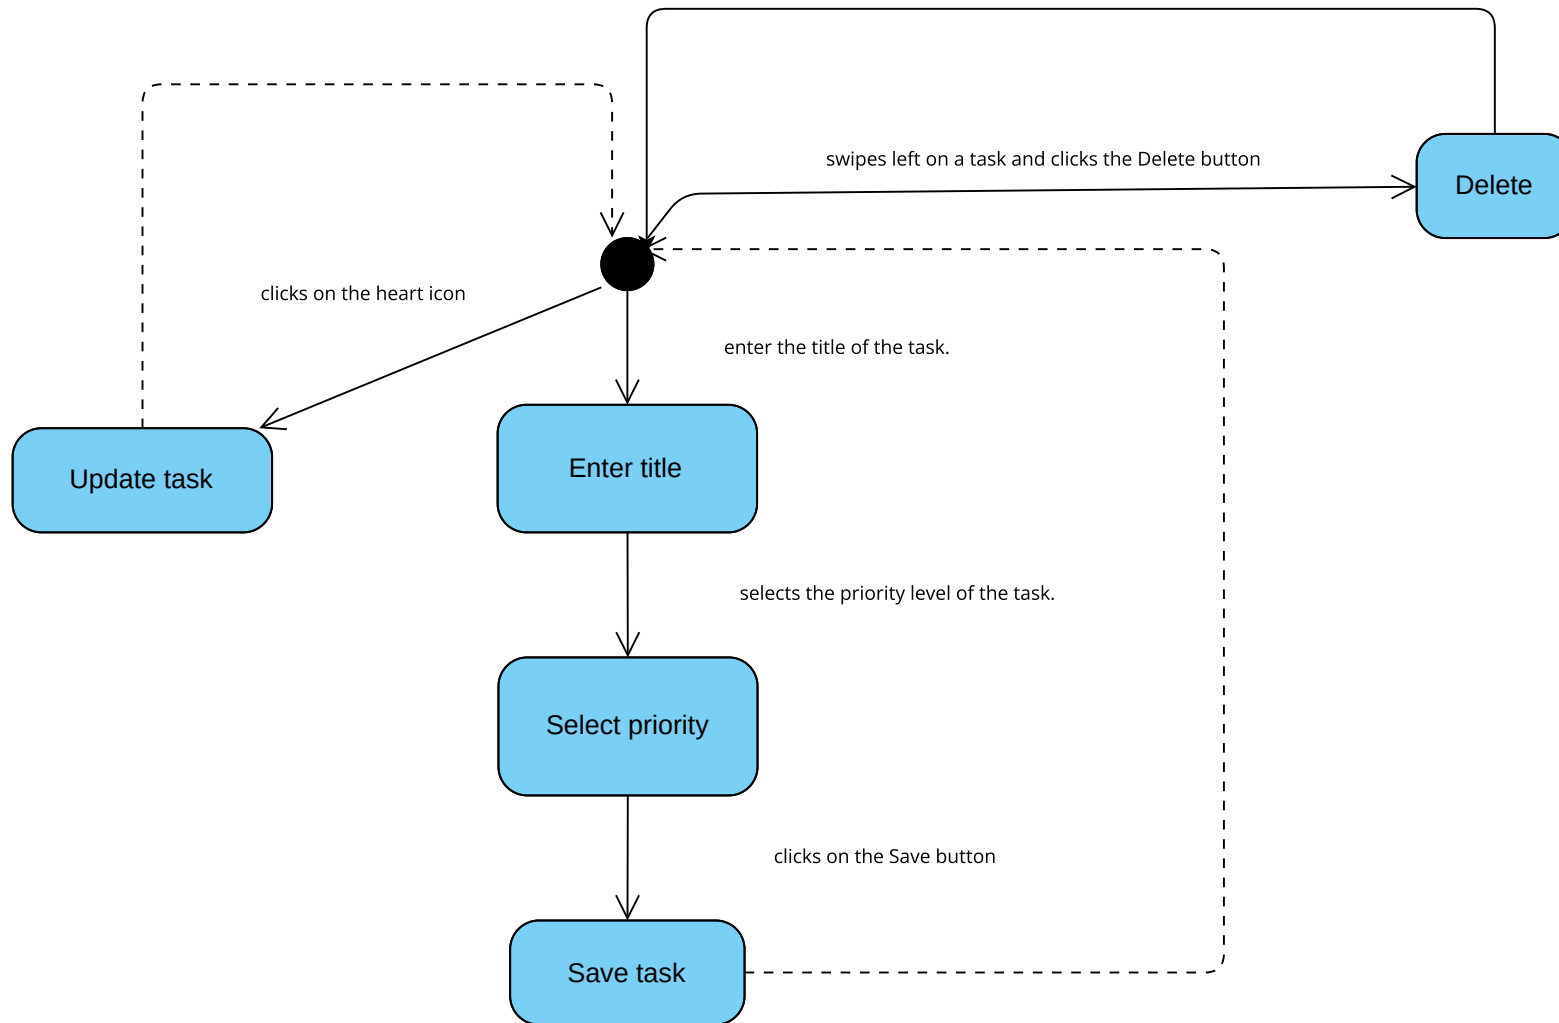 swipes left on a task and clicks the Delete button
Delete
clicks on the heart icon
enter the title of the task.
Update task
Enter title
selects the priority level of the task.
Select priority
clicks on the Save button
Save task